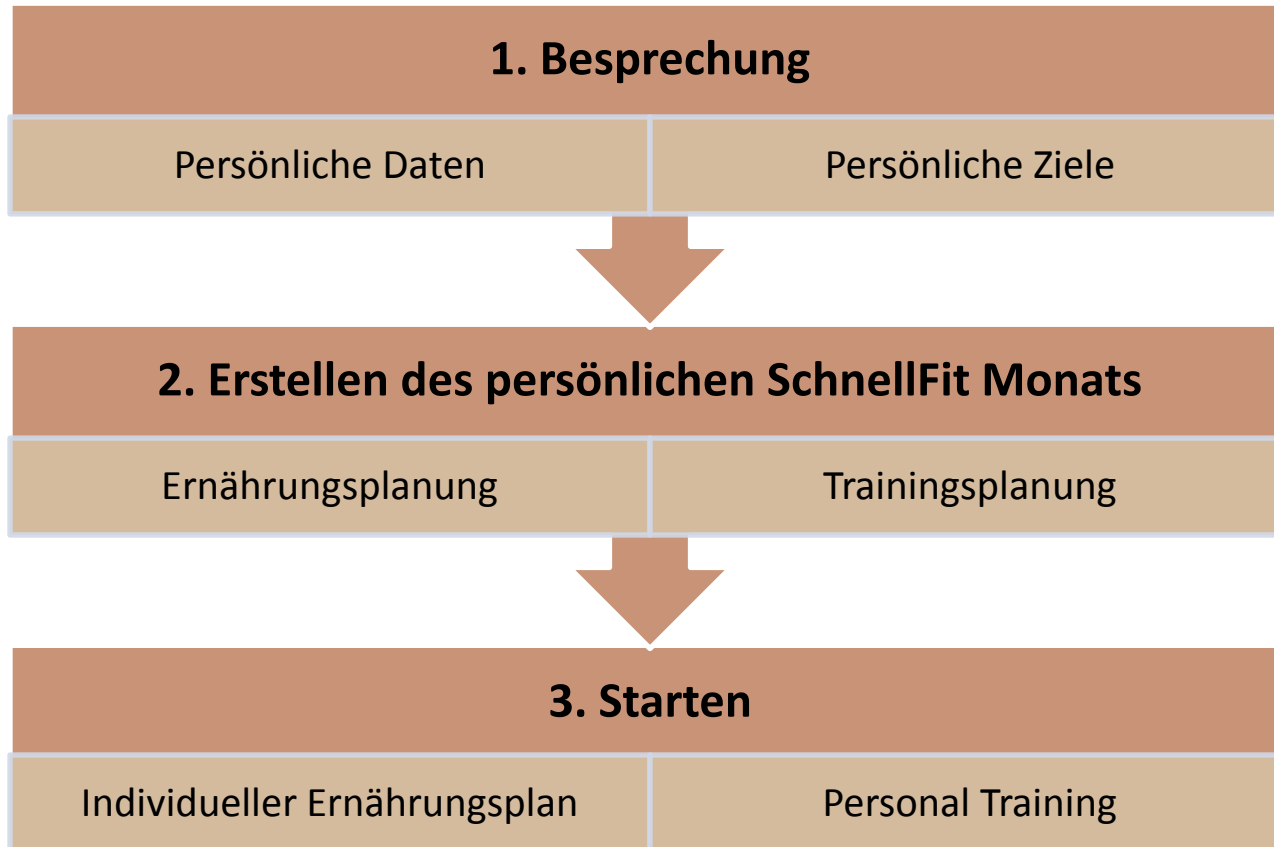 1. Besprechung
Persönliche Daten
Persönliche Ziele
2. Erstellen des persönlichen SchnellFit Monats
Ernährungsplanung
Trainingsplanung
3. Starten
Individueller Ernährungsplan
Personal Training